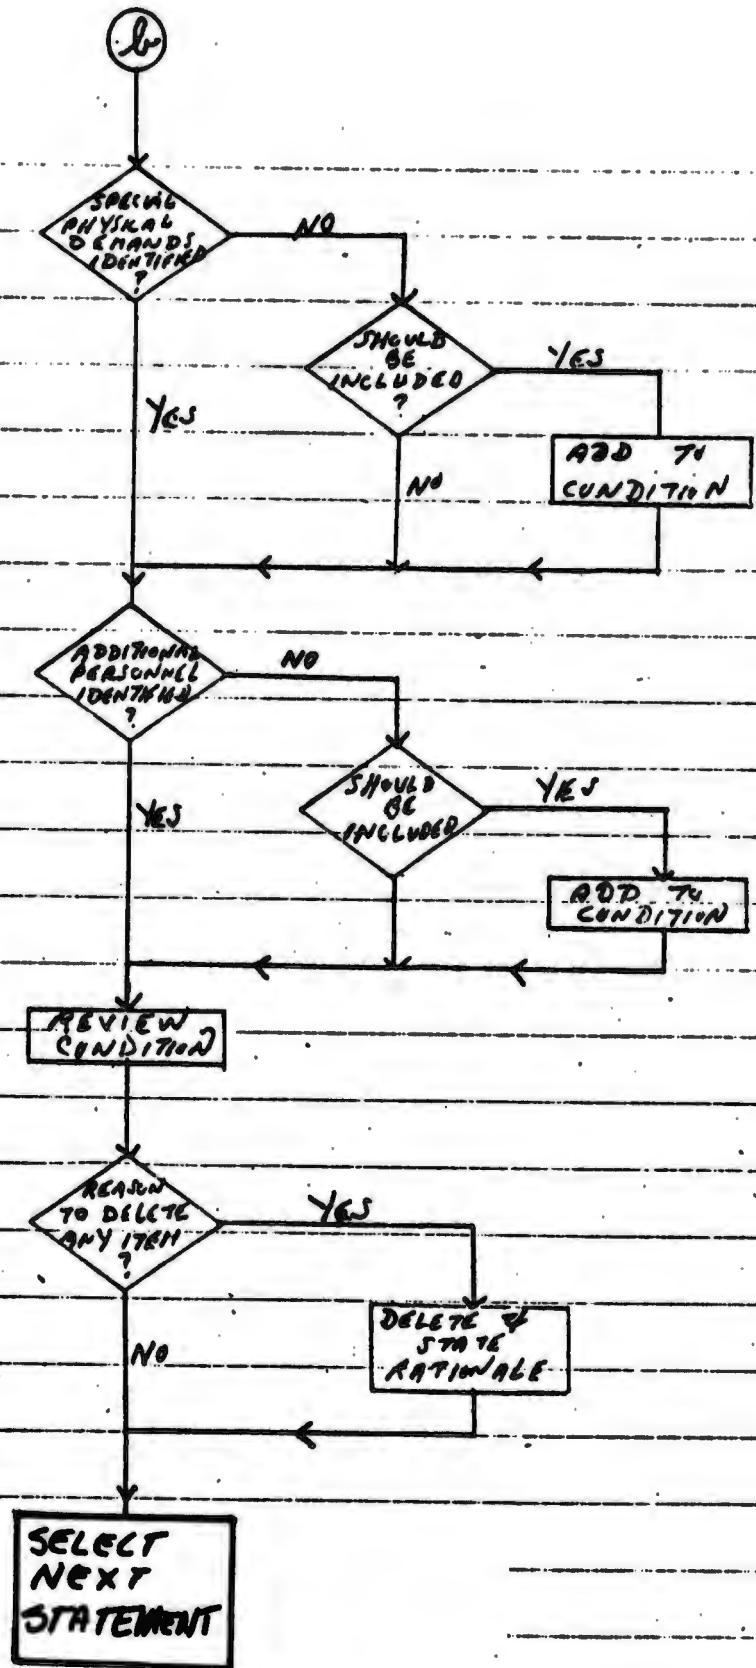 b
SPECIAL
PHYSICAL
DEMANDS
IDENTIFIED
?
NO
SHOULD
BE
INCLUDED
?
YES
ADD TO
CONDITION
YES
NO
ADDITIONAL
PERSONNEL
IDENTIFIED
?
NO
SHOULD
BE
INCLUDED
YES
ADD TO
CONDITION
YES
REVIEW
CONDITION
REASON
TO DELETE
ANY ITEM
?
YES
DELETE &
STATE
RATIONALE
NO
SELECT
NEXT
STATEMENT